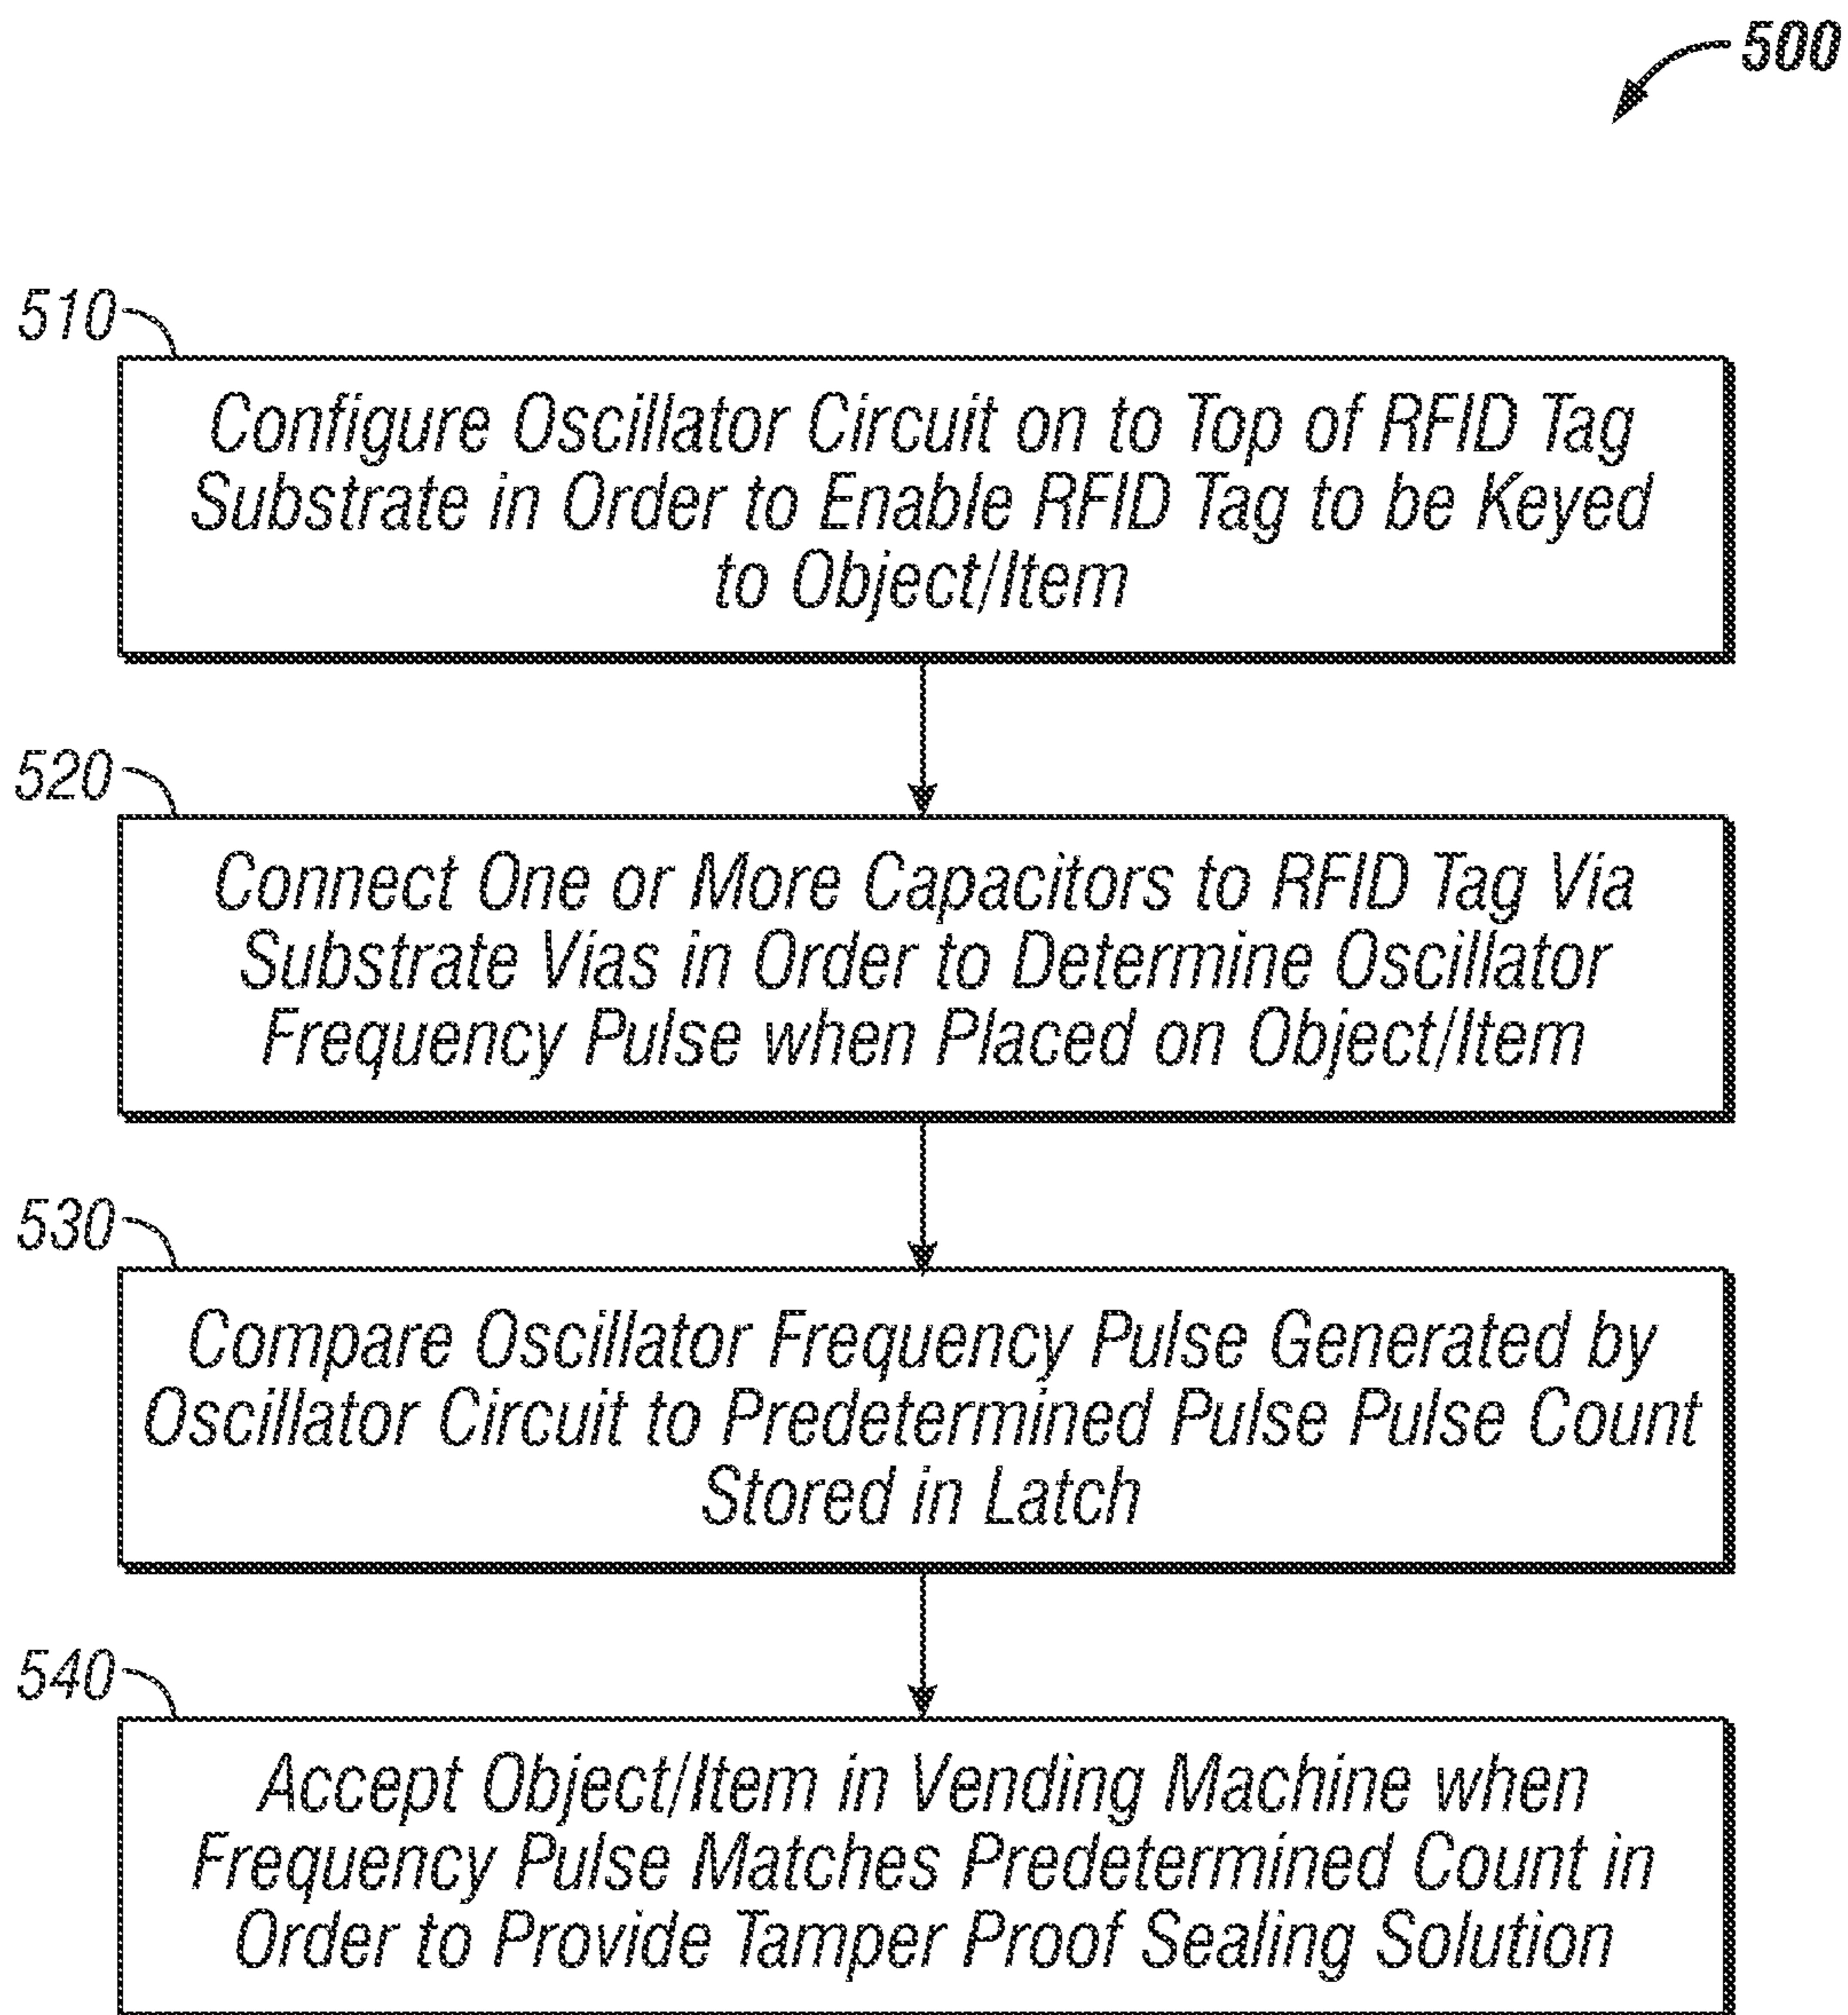 500
510
Configure Oscillator Circuit on to Top of RFID Tag
Substrate in Order to Enable RFID Tag to be Keyed
to Object/Item
520
Connect One or More Capacitors to RFID Tag Via
Substrate Vias in Order to Determine Oscillator
Frequency Pulse when Placed on Object/Item
530
Compare Oscillator Frequency Pulse Generated by
Oscillator Circuit to Predetermined Pulse Pulse Count
Stored in Latch
540
Accept Object/Item in Vending Machine when
Frequency Pulse Matches Predetermined Count in
Order to Provide Tamper Proof Sealing Solution